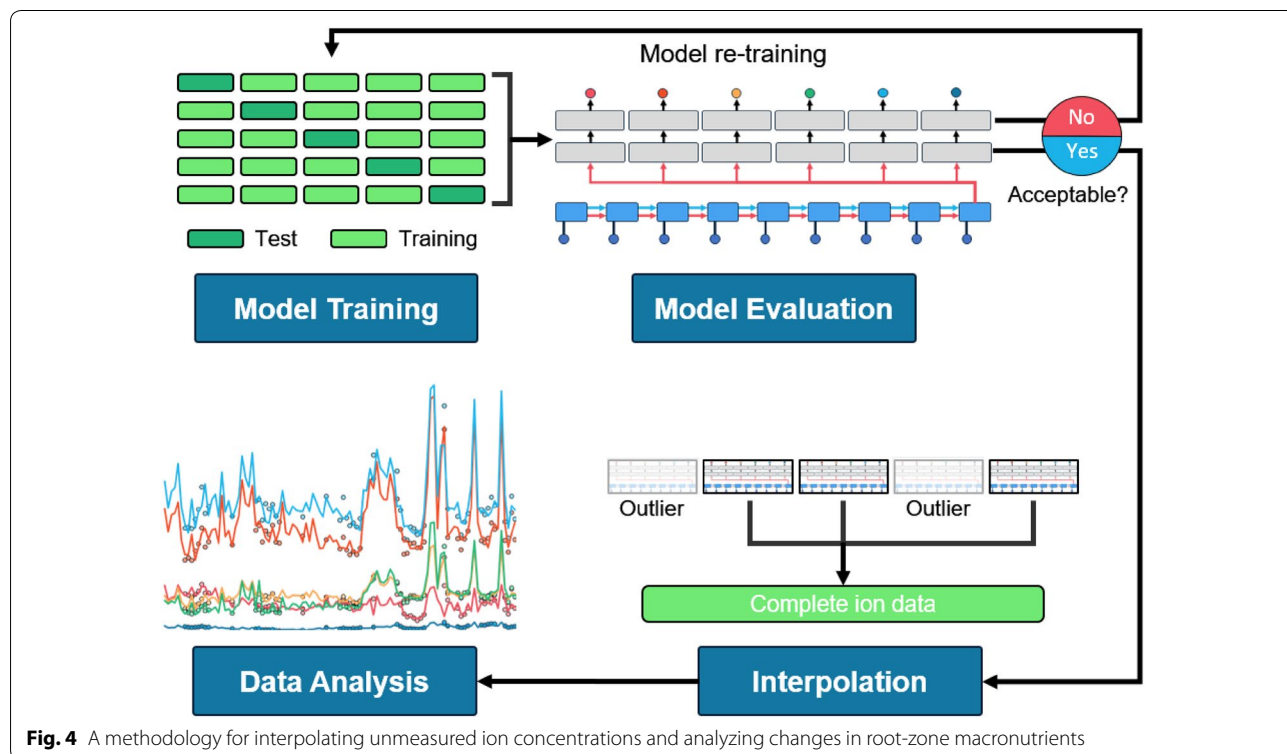 Model re-training
No
Yes
Acceptable?
Test
Training
Model Training
Model Evaluation
Outlier
Outlier
Complete ion data
Data Analysis
Interpolation
Fig. 4 A methodology for interpolating unmeasured ion concentrations and analyzing changes in root-zone macronutrients